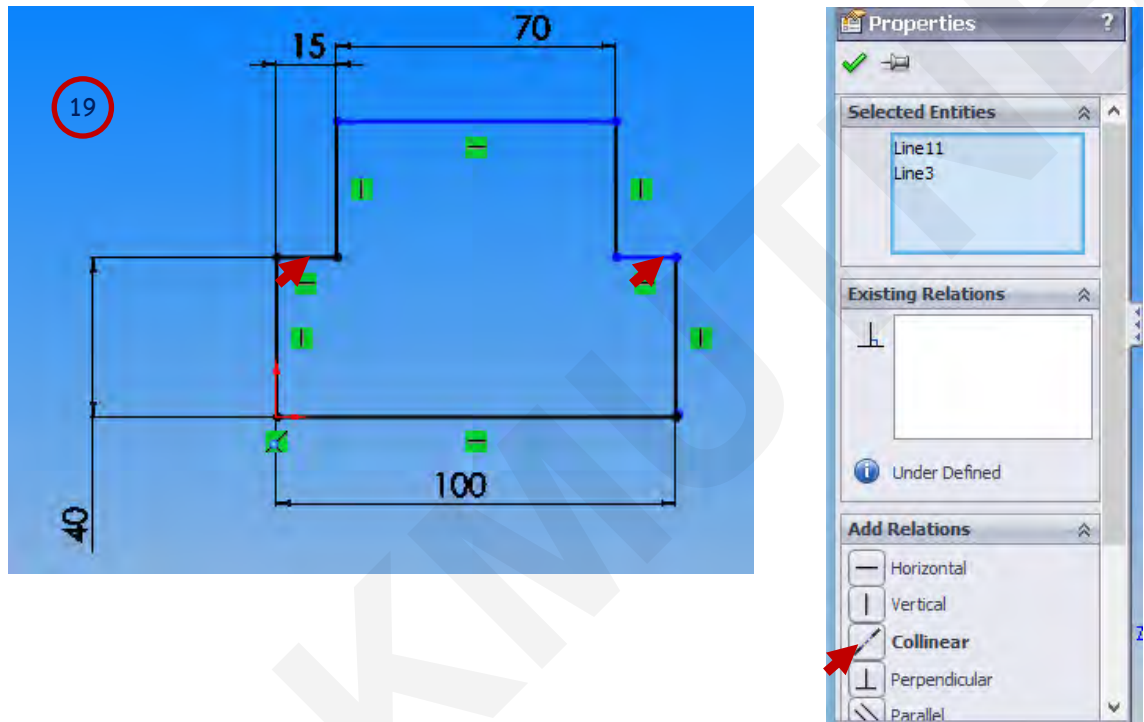 19
15
70
40
100
Properties ?
Selected Entities
Line11
Line3
Existing Relations
Under Defined
Add Relations
Horizontal
Vertical
Collinear
Perpendicular
Parallel
KMUTNB